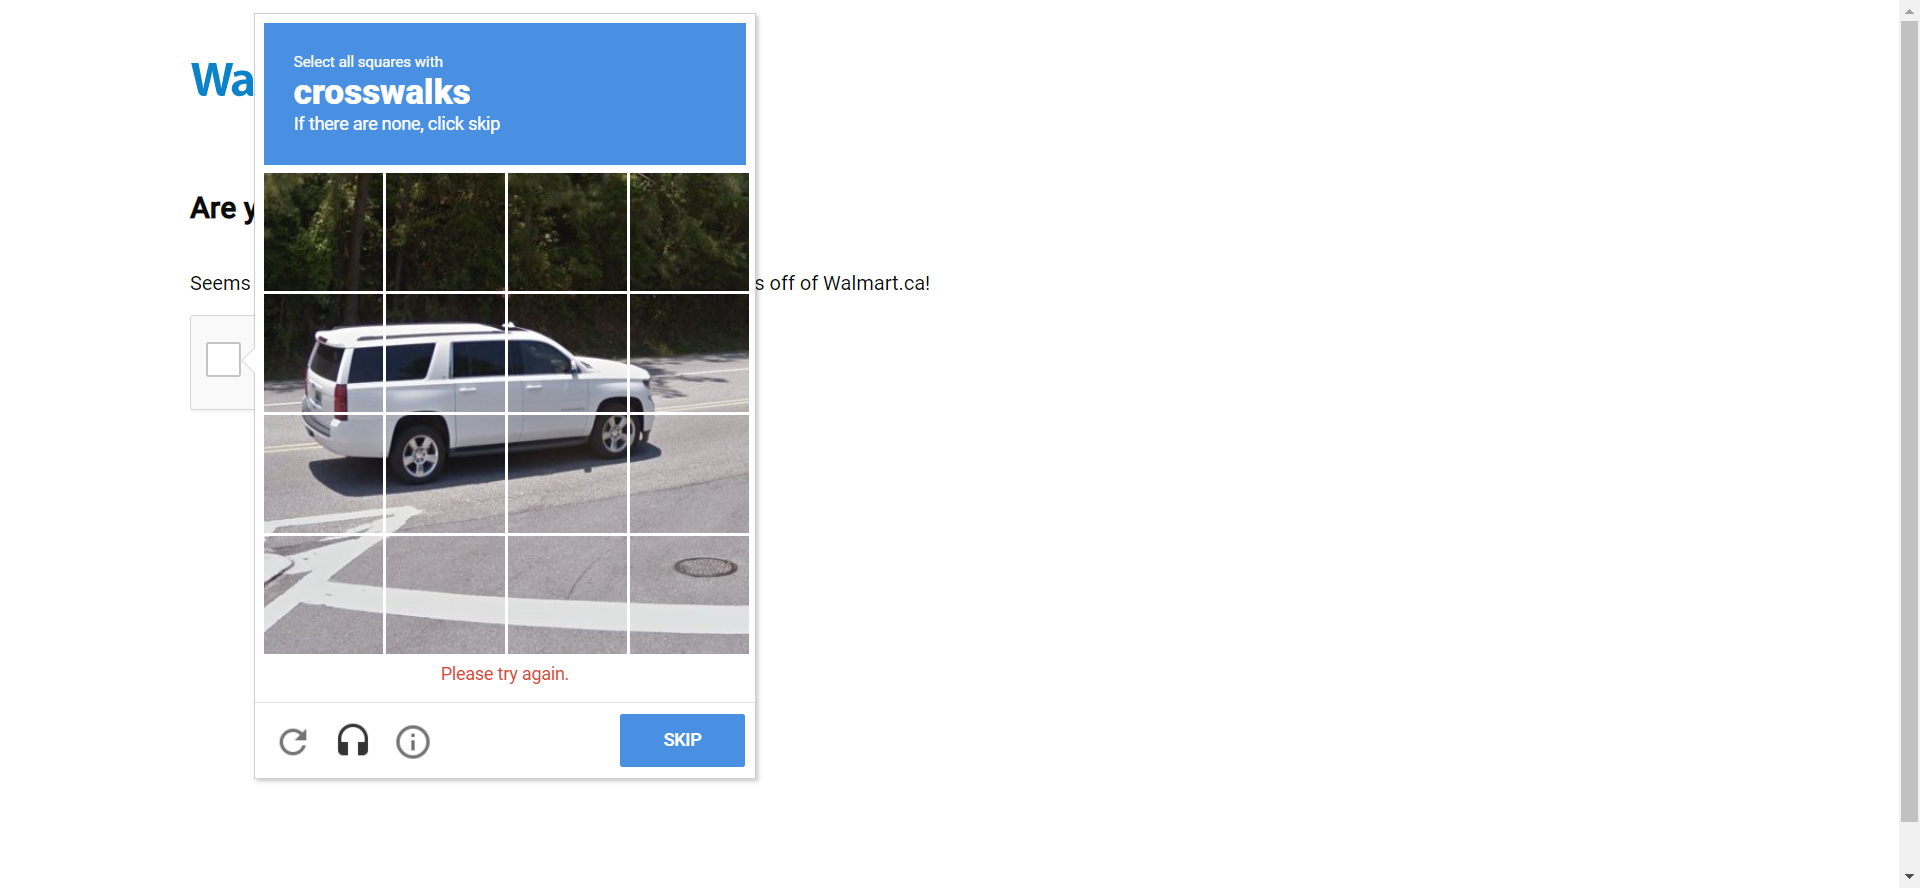 Wa
Select all squares with
crosswalks
If there are none, click skip
Are y
Seems
s off of Walmart.ca!
Please try again.
SKIP